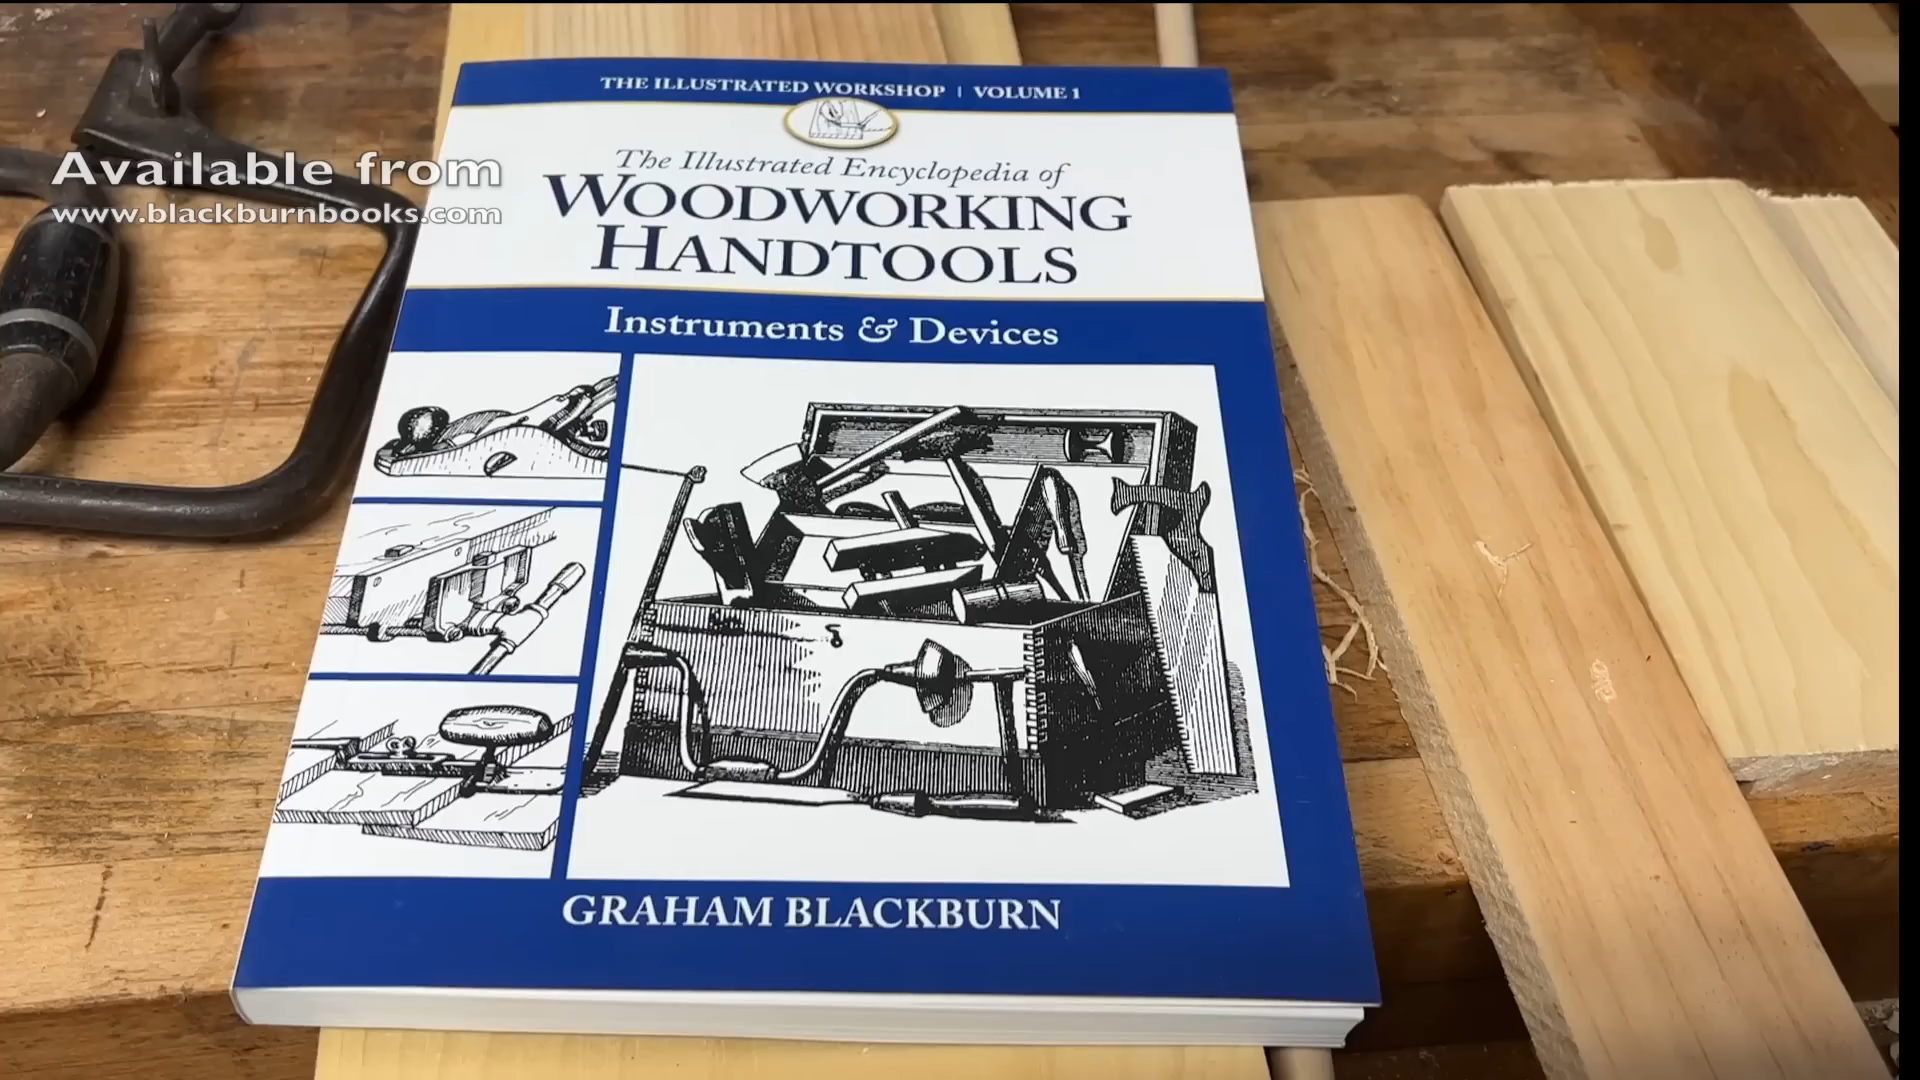 THE ILLUSTRATED WORKSHOP | VOLUME 1
The Illustrated Encyclopedia of
WOODWORKING
HANDTOOLS
Instruments & Devices
GRAHAM BLACKBURN
Available from
www.blackburnbooks.com